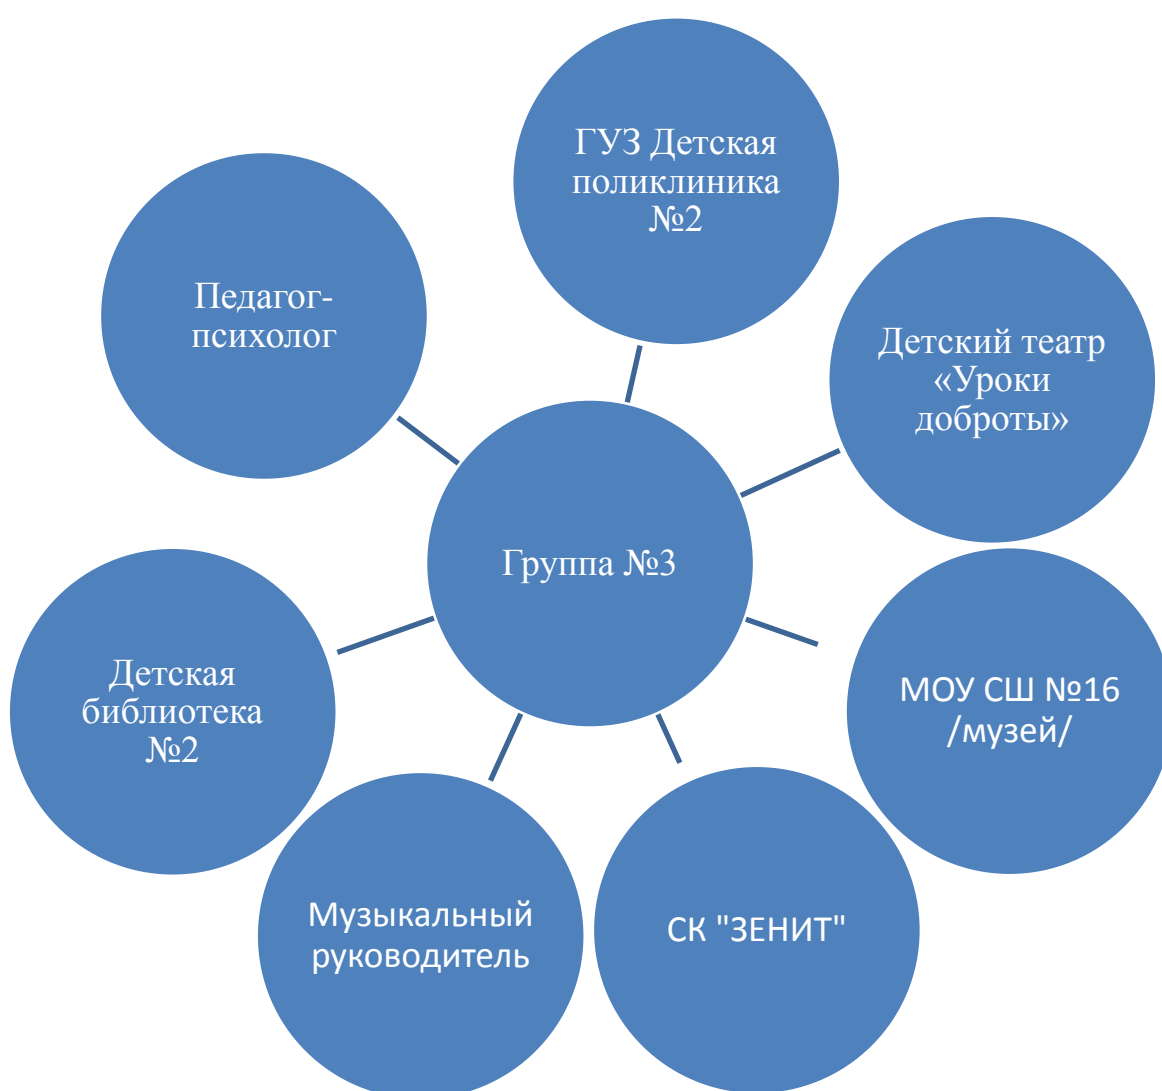 ГУЗ Детская
поликлиника
№2
Педагог-
психолог
Детский театр
«Уроки
доброты»
Группа №3
Детская
библиотека
№2
МОУ СШ №16
/музей/
Музыкальный
руководитель
СК "ЗЕНИТ"